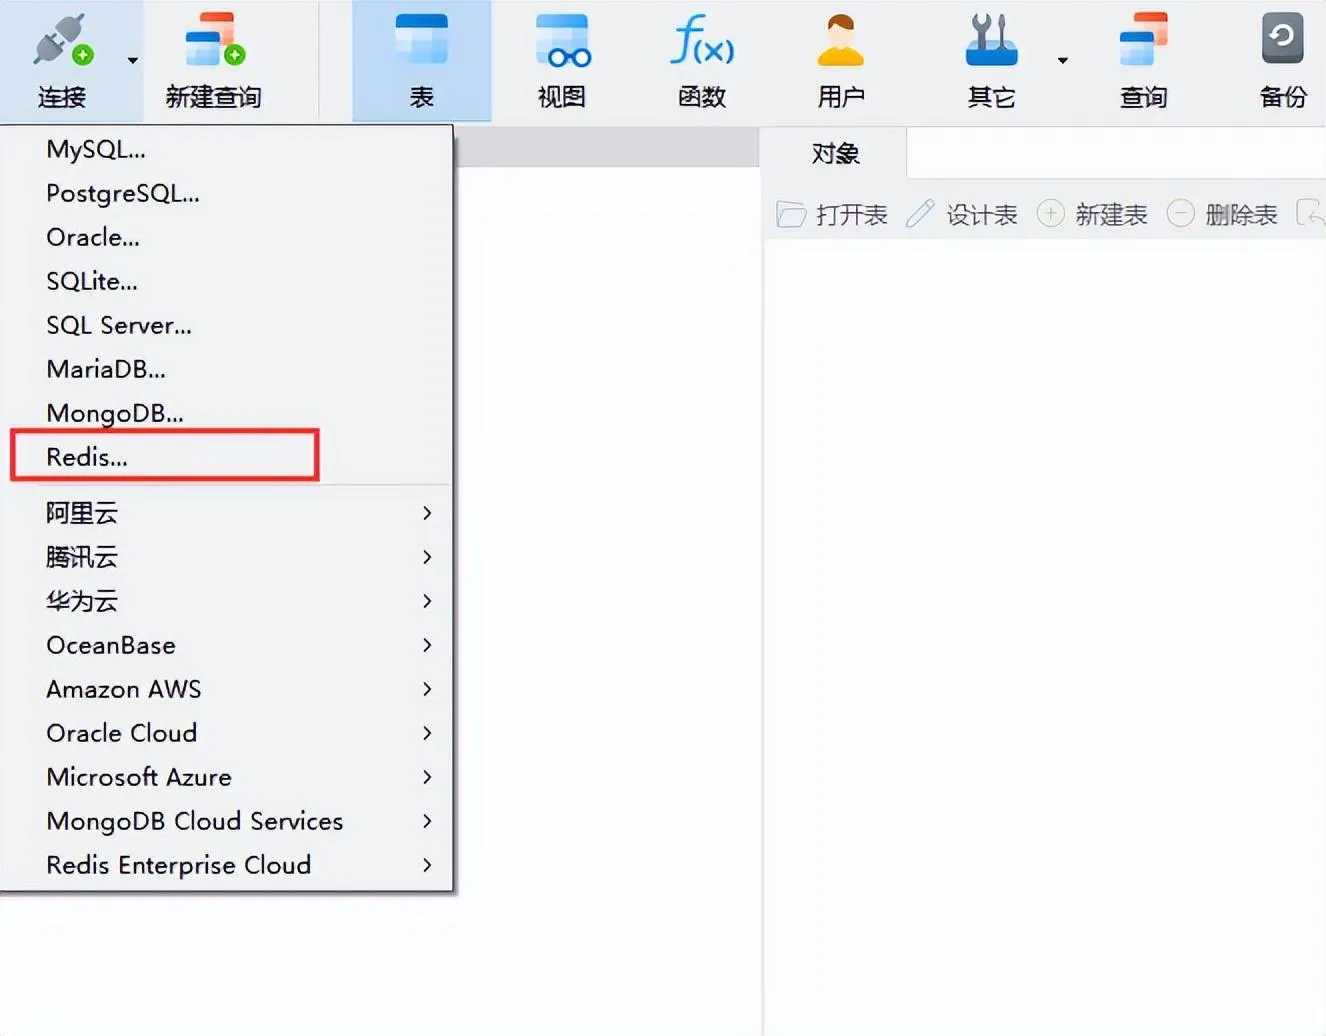 连接
新建查询
表
视图
f(x)
函数
用户
其它
查询
备份
MySQL...
PostgreSQL...
Oracle...
SQLite...
SQL Server...
MariaDB...
MongoDB...
Redis...
阿里云
腾讯云
华为云
OceanBase
Amazon AWS
Oracle Cloud
Microsoft Azure
MongoDB Cloud Services
Redis Enterprise Cloud
对象
打开表 设计表 新建表 删除表